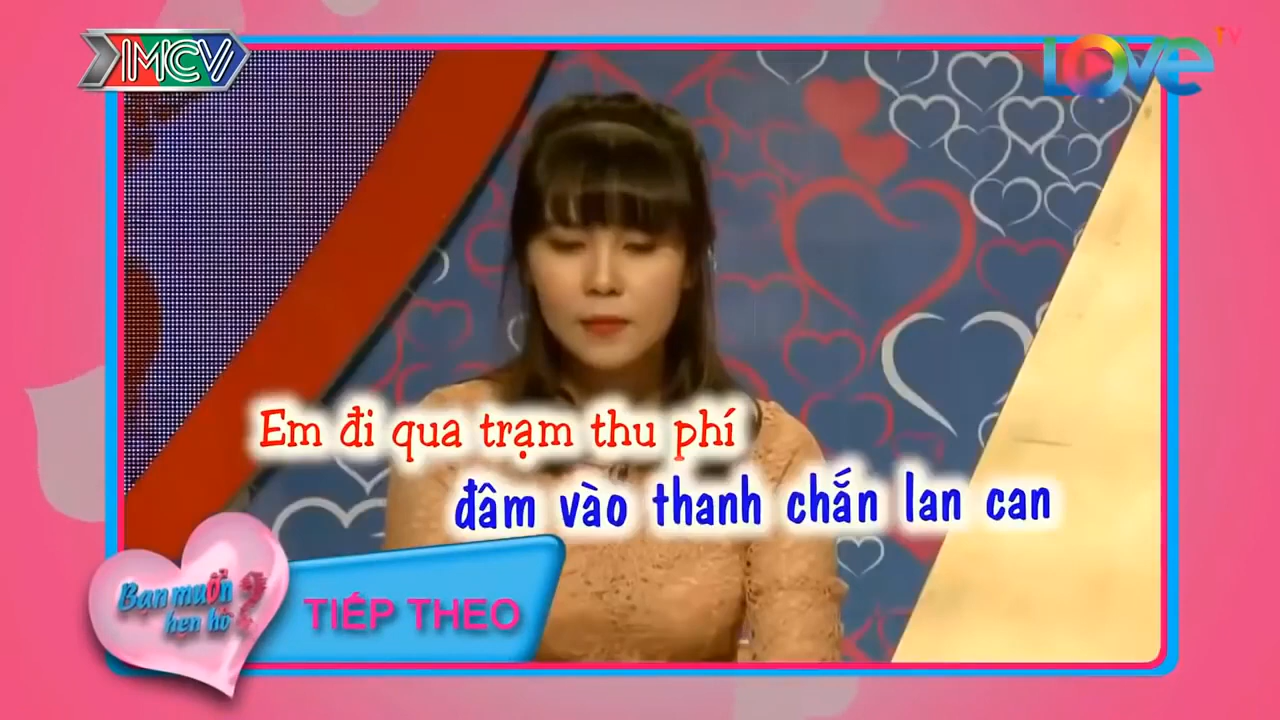 MCV
LOVE TV
Em đi qua trạm thu phí
đâm vào thanh chắn lan can
Bạn muốn
hẹn hò
TIẾP THEO